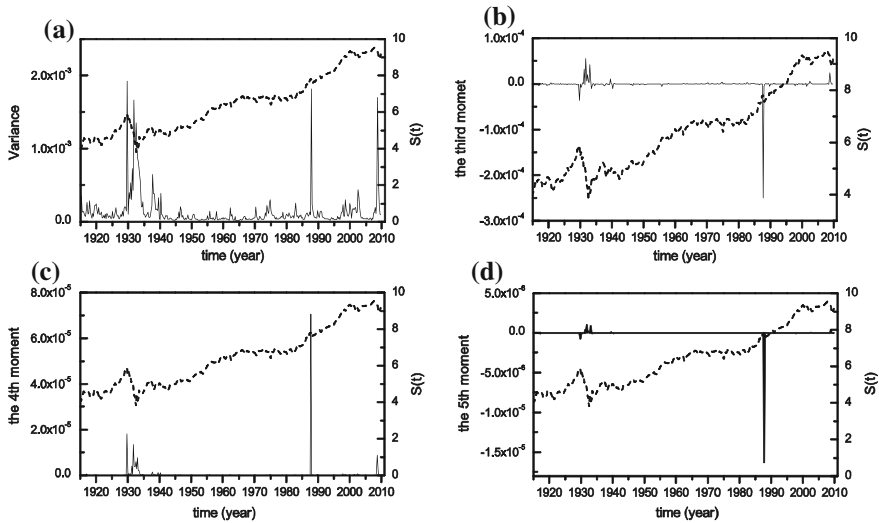 (a)
10
2.0x10⁻³
8
6
1.0x10⁻³
4
2
0.0
0
Variance
S(t)
1920 1930 1940 1950 1960 1970 1980 1990 2000 2010
time (year)
(b)
1.0x10⁻⁴
10
0.0
8
-1.0x10⁻⁴
6
-2.0x10⁻⁴
4
-3.0x10⁻⁴
the third momet
S(t)
1920 1930 1940 1950 1960 1970 1980 1990 2000 2010
time (year)
(c)
8.0x10⁻⁵
10
6.0x10⁻⁵
8
4.0x10⁻⁵
6
2.0x10⁻⁵
4
2
0.0
0
the 4th moment
S(t)
1920 1930 1940 1950 1960 1970 1980 1990 2000 2010
time (year)
(d)
5.0x10⁻⁶
10
0.0
8
-5.0x10⁻⁶
6
-1.0x10⁻⁵
4
-1.5x10⁻⁵
2
0
the 5th moment
S(t)
1920 1930 1940 1950 1960 1970 1980 1990 2000 2010
time (year)